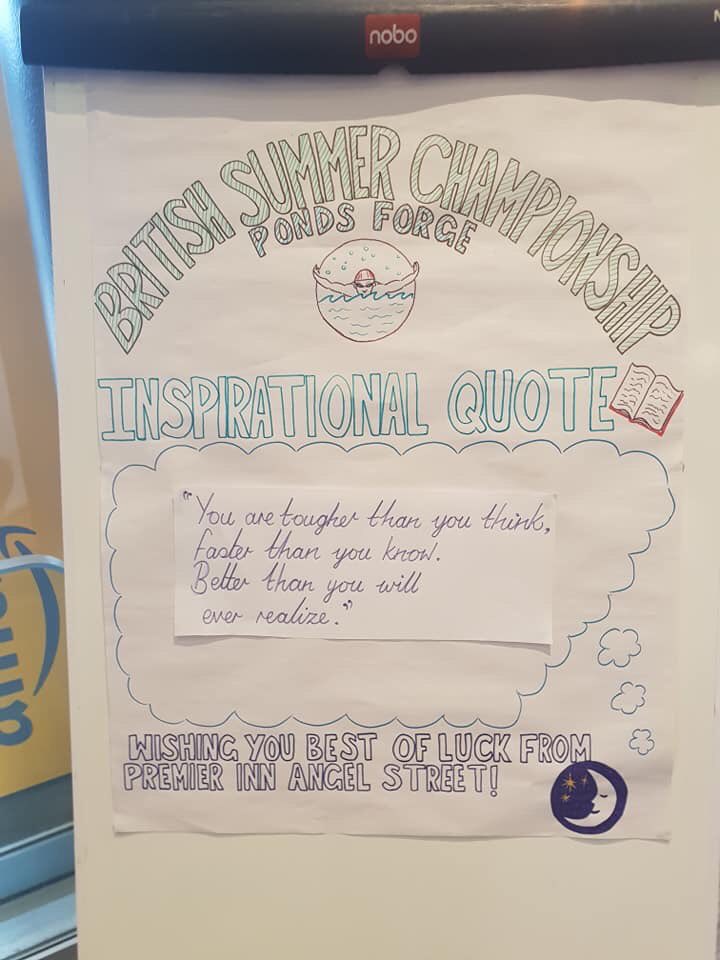 nobo
BRITISH SUMMER CHAMPIONSHIP
PONDS FORGE
INSPIRATIONAL QUOTE
"You are tougher than you think,
faster than you know.
Better than you will
ever realize."
WISHING YOU BEST OF LUCK FROM
PREMIER INN ANGEL STREET!